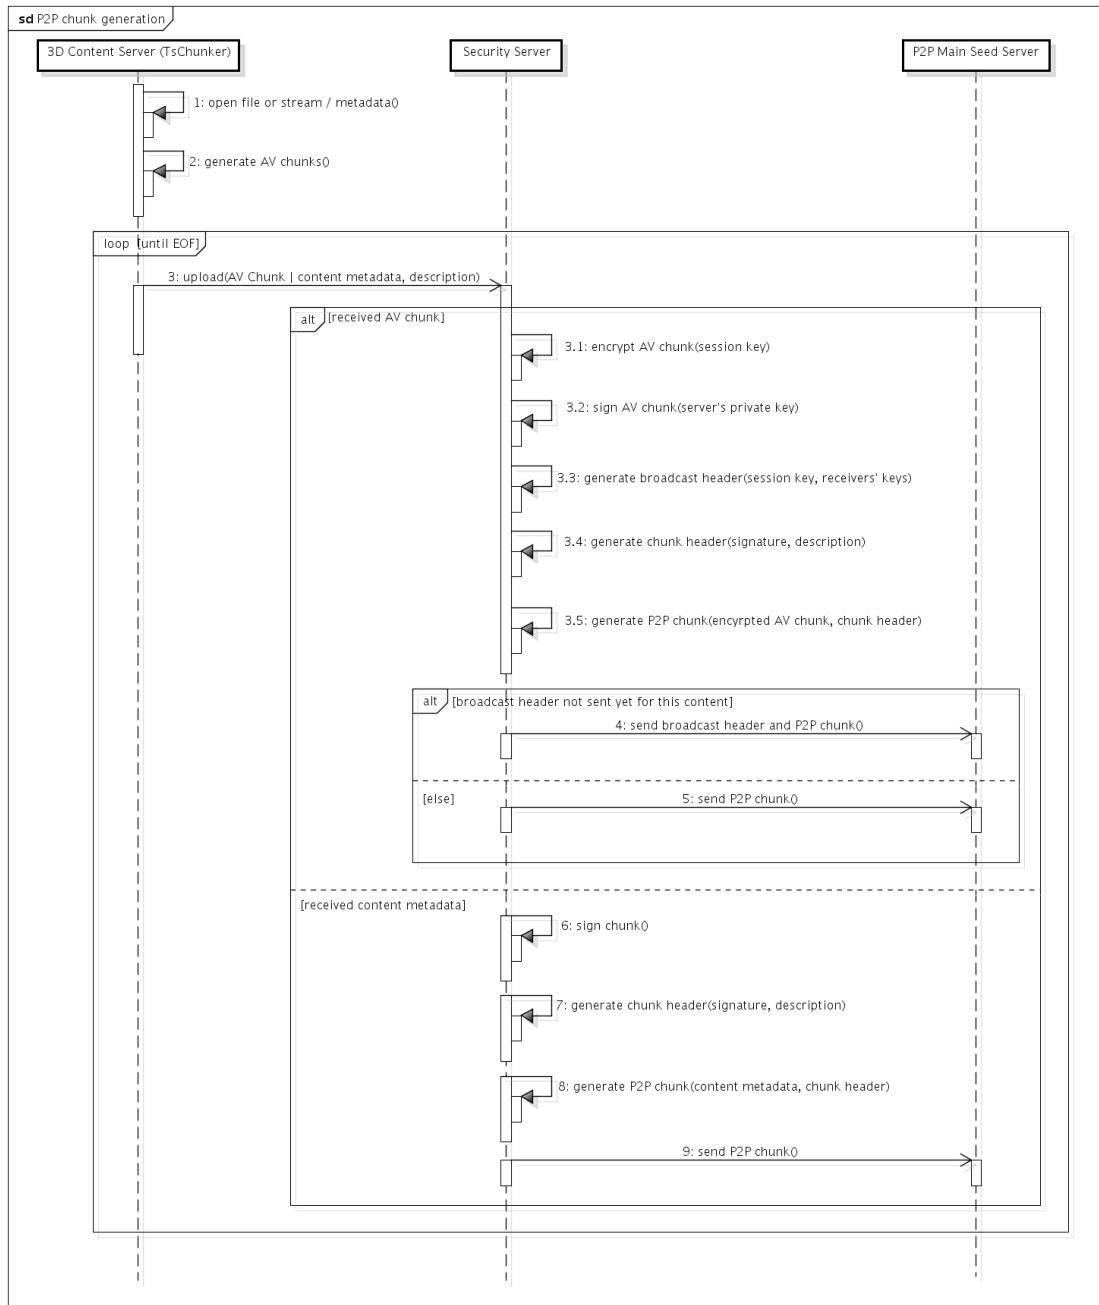 sd P2P chunk generation
3D Content Server (TsChunker)
Security Server
P2P Main Seed Server
1: open file or stream / metadata()
2: generate AV chunks()
loop [until EOF]
3: upload(AV Chunk | content metadata, description)
alt [received AV chunk]
3.1: encrypt AV chunk(session key)
3.2: sign AV chunk(server's private key)
3.3: generate broadcast header(session key, receivers' keys)
3.4: generate chunk header(signature, description)
3.5: generate P2P chunk(encyrpted AV chunk, chunk header)
alt [broadcast header not sent yet for this content]
4: send broadcast header and P2P chunk()
[else]
5: send P2P chunk()
[received content metadata]
6: sign chunk()
7: generate chunk header(signature, description)
8: generate P2P chunk(content metadata, chunk header)
9: send P2P chunk()